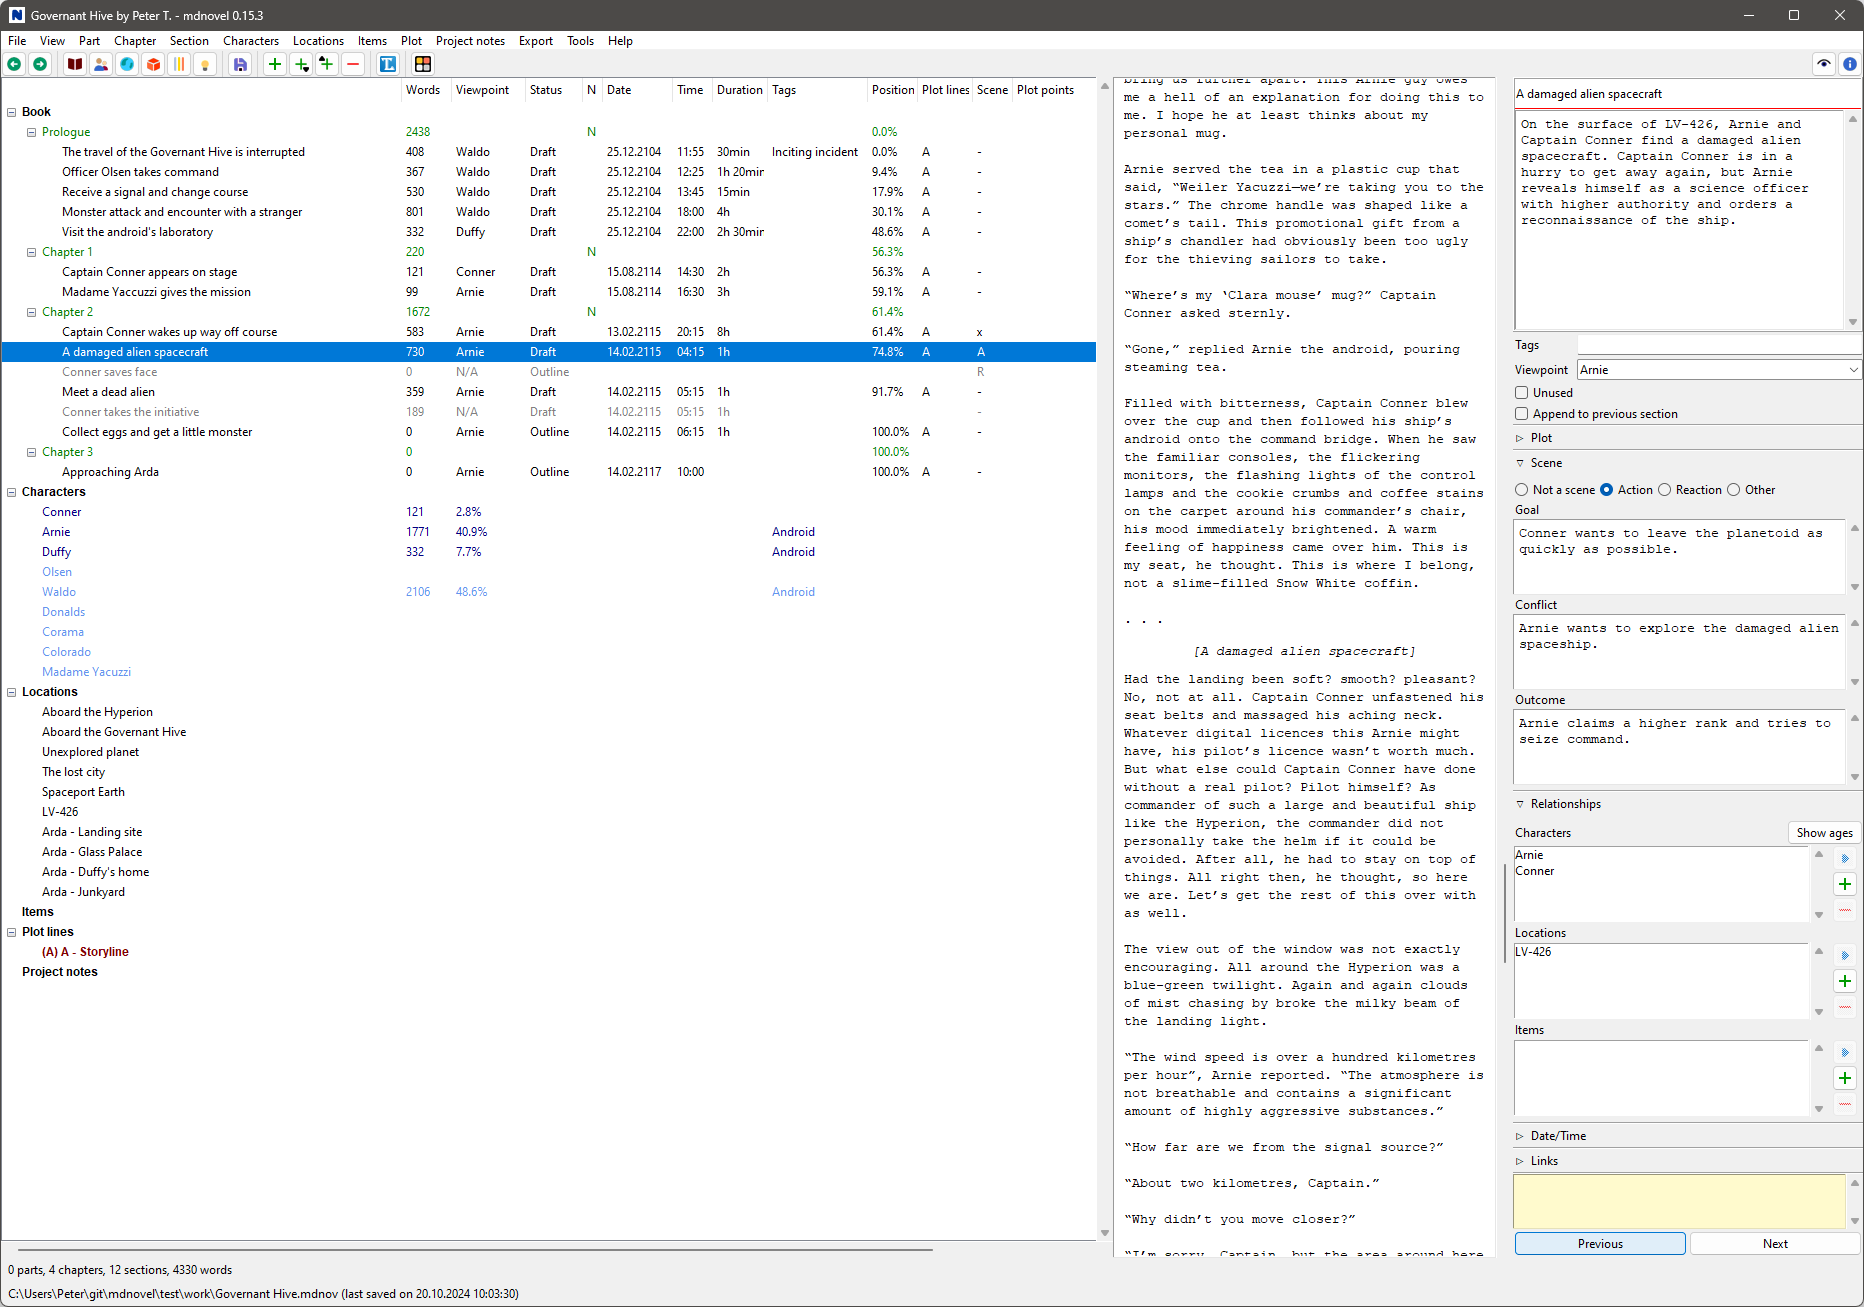 Governant Hive by Peter T. - mdnovel 0.15.3
File View Part Chapter Section Characters Locations Items Plot Project notes Export Tools Help
Words Viewpoint Status N Date Time Duration Tags Position Plot lines Scene Plot points
Book
Prologue 2438 N 0.0%
The travel of the Governant Hive is interrupted 408 Waldo Draft 25.12.2104 11:55 30min Inciting incident 0.0% A -
Officer Olsen takes command 367 Waldo Draft 25.12.2104 12:25 1h 20min 9.4% A -
Receive a signal and change course 530 Waldo Draft 25.12.2104 13:45 15min 17.9% A -
Monster attack and encounter with a stranger 801 Waldo Draft 25.12.2104 18:00 4h 30.1% A -
Visit the android's laboratory 332 Duffy Draft 25.12.2104 22:00 2h 30min 48.6% A -
Chapter 1 220 N 56.3%
Captain Conner appears on stage 121 Conner Draft 15.08.2114 14:30 2h 56.3% A -
Madame Yaccuzzi gives the mission 99 Arnie Draft 15.08.2114 16:30 3h 59.1% A -
Chapter 2 1672 N 61.4%
Captain Conner wakes up way off course 583 Arnie Draft 13.02.2115 20:15 8h 61.4% A x
A damaged alien spacecraft 730 Arnie Draft 14.02.2115 04:15 1h 74.8% A A
Conner saves face 0 N/A Outline R
Meet a dead alien 359 Arnie Draft 14.02.2115 05:15 1h 91.7% A -
Conner takes the initiative 189 N/A Draft 14.02.2115 05:15 1h -
Collect eggs and get a little monster 0 Arnie Outline 14.02.2115 06:15 1h 100.0% A -
Chapter 3 0 100.0%
Approaching Arda 0 Arnie Outline 14.02.2117 10:00 100.0% A -
Characters
Conner 121 2.8%
Arnie 1771 40.9% Android
Duffy 332 7.7% Android
Olsen
Waldo 2106 48.6% Android
Donalds
Corama
Colorado
Madame Yacuzzi
Locations
Aboard the Hyperion
Aboard the Governant Hive
Unexplored planet
The lost city
Spaceport Earth
LV-426
Arda - Landing site
Arda - Glass Palace
Arda - Duffy's home
Arda - Junkyard
Items
Plot lines
(A) A - Storyline
Project notes
bring us further apart. This Arnie guy owes
me a hell of an explanation for doing this to
me. I hope he at least thinks about my
personal mug.
Arnie served the tea in a plastic cup that
said, “Weiler Yacuzzi—we’re taking you to the
stars.” The chrome handle was shaped like a
comet’s tail. This promotional gift from a
ship’s chandler had obviously been too ugly
for the thieving sailors to take.
“Where’s my ‘Clara mouse’ mug?” Captain
Conner asked sternly.
“Gone,” replied Arnie the android, pouring
steaming tea.
Filled with bitterness, Captain Conner blew
over the cup and then followed his ship’s
android onto the command bridge. When he saw
the familiar consoles, the flickering
monitors, the flashing lights of the control
lamps and the cookie crumbs and coffee stains
on the carpet around his commander’s chair,
his mood immediately brightened. A warm
feeling of happiness came over him. This is
my seat, he thought. This is where I belong,
not a slime-filled Snow White coffin.
. . .
[A damaged alien spacecraft]
Had the landing been soft? smooth? pleasant?
No, not at all. Captain Conner unfastened his
seat belts and massaged his aching neck.
Whatever digital licences this Arnie might
have, his pilot’s licence wasn’t worth much.
But what else could Captain Conner have done
without a real pilot? Pilot himself? As
commander of such a large and beautiful ship
like the Hyperion, the commander did not
personally take the helm if it could be
avoided. After all, he had to stay on top of
things. All right then, he thought, so here
we are. Let’s get the rest of this over with
as well.
The view out of the window was not exactly
encouraging. All around the Hyperion was a
blue-green twilight. Again and again clouds
of mist chasing by broke the milky beam of
the landing light.
“The wind speed is over a hundred kilometres
per hour”, Arnie reported. “The atmosphere is
not breathable and contains a significant
amount of highly aggressive substances.”
“How far are we from the signal source?”
“About two kilometres, Captain.”
“Why didn’t you move closer?”
“I’m sorry, Captain, but the area around here
A damaged alien spacecraft
On the surface of LV-426, Arnie and
Captain Conner find a damaged alien
spacecraft. Captain Conner is in a
hurry to get away again, but Arnie
reveals himself as a science officer
with higher authority and orders a
reconnaissance of the ship.
Tags
Viewpoint Arnie
Unused
Append to previous section
Plot
Scene
Not a scene Action Reaction Other
Goal
Conner wants to leave the planetoid as
quickly as possible.
Conflict
Arnie wants to explore the damaged alien
spaceship.
Outcome
Arnie claims a higher rank and tries to
seize command.
Relationships
Characters Show ages
Arnie
Conner
Locations
LV-426
Items
Date/Time
Links
Previous Next
0 parts, 4 chapters, 12 sections, 4330 words
C:\Users\Peter\git\mdnovel\test\work\Governant Hive.mdnov (last saved on 20.10.2024 10:03:30)